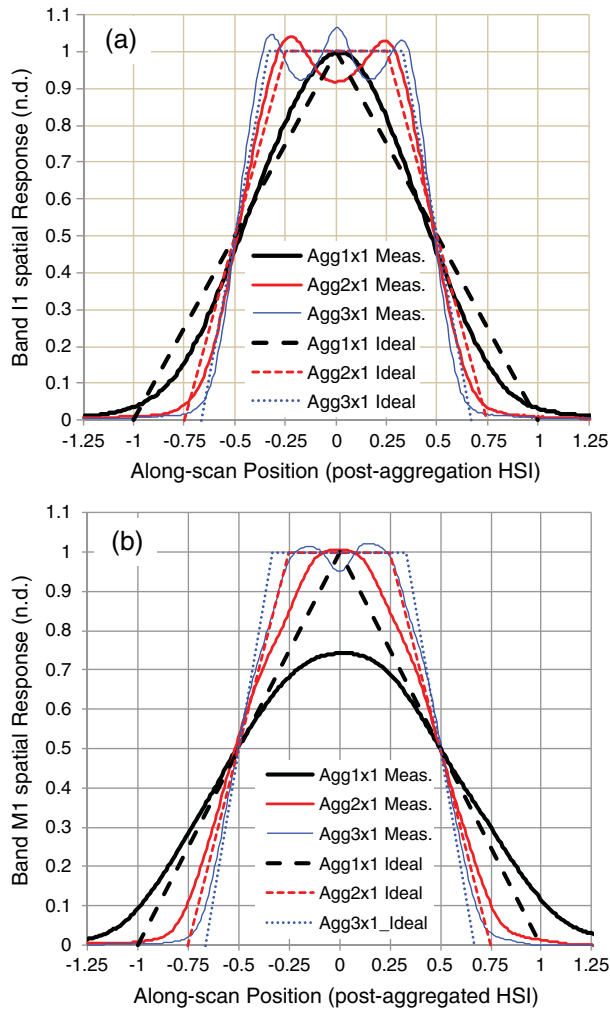 (a)
Band I1 spatial Response (n.d.)
1.1
1
0.9
0.8
0.7
0.6
0.5
0.4
0.3
0.2
0.1
0
Agg1x1 Meas.
Agg2x1 Meas.
Agg3x1 Meas.
Agg1x1 Ideal
Agg2x1 Ideal
Agg3x1 Ideal
-1.25 -1 -0.75 -0.5 -0.25 0 0.25 0.5 0.75 1 1.25
Along-scan Position (post-aggregation HSI)
(b)
Band M1 spatial Response (n.d.)
1.1
1
0.9
0.8
0.7
0.6
0.5
0.4
0.3
0.2
0.1
0
Agg1x1 Meas.
Agg2x1 Meas.
Agg3x1 Meas.
Agg1x1 Ideal
Agg2x1 Ideal
Agg3x1_Ideal
-1.25 -1 -0.75 -0.5 -0.25 0 0.25 0.5 0.75 1 1.25
Along-scan Position (post-aggregated HSI)